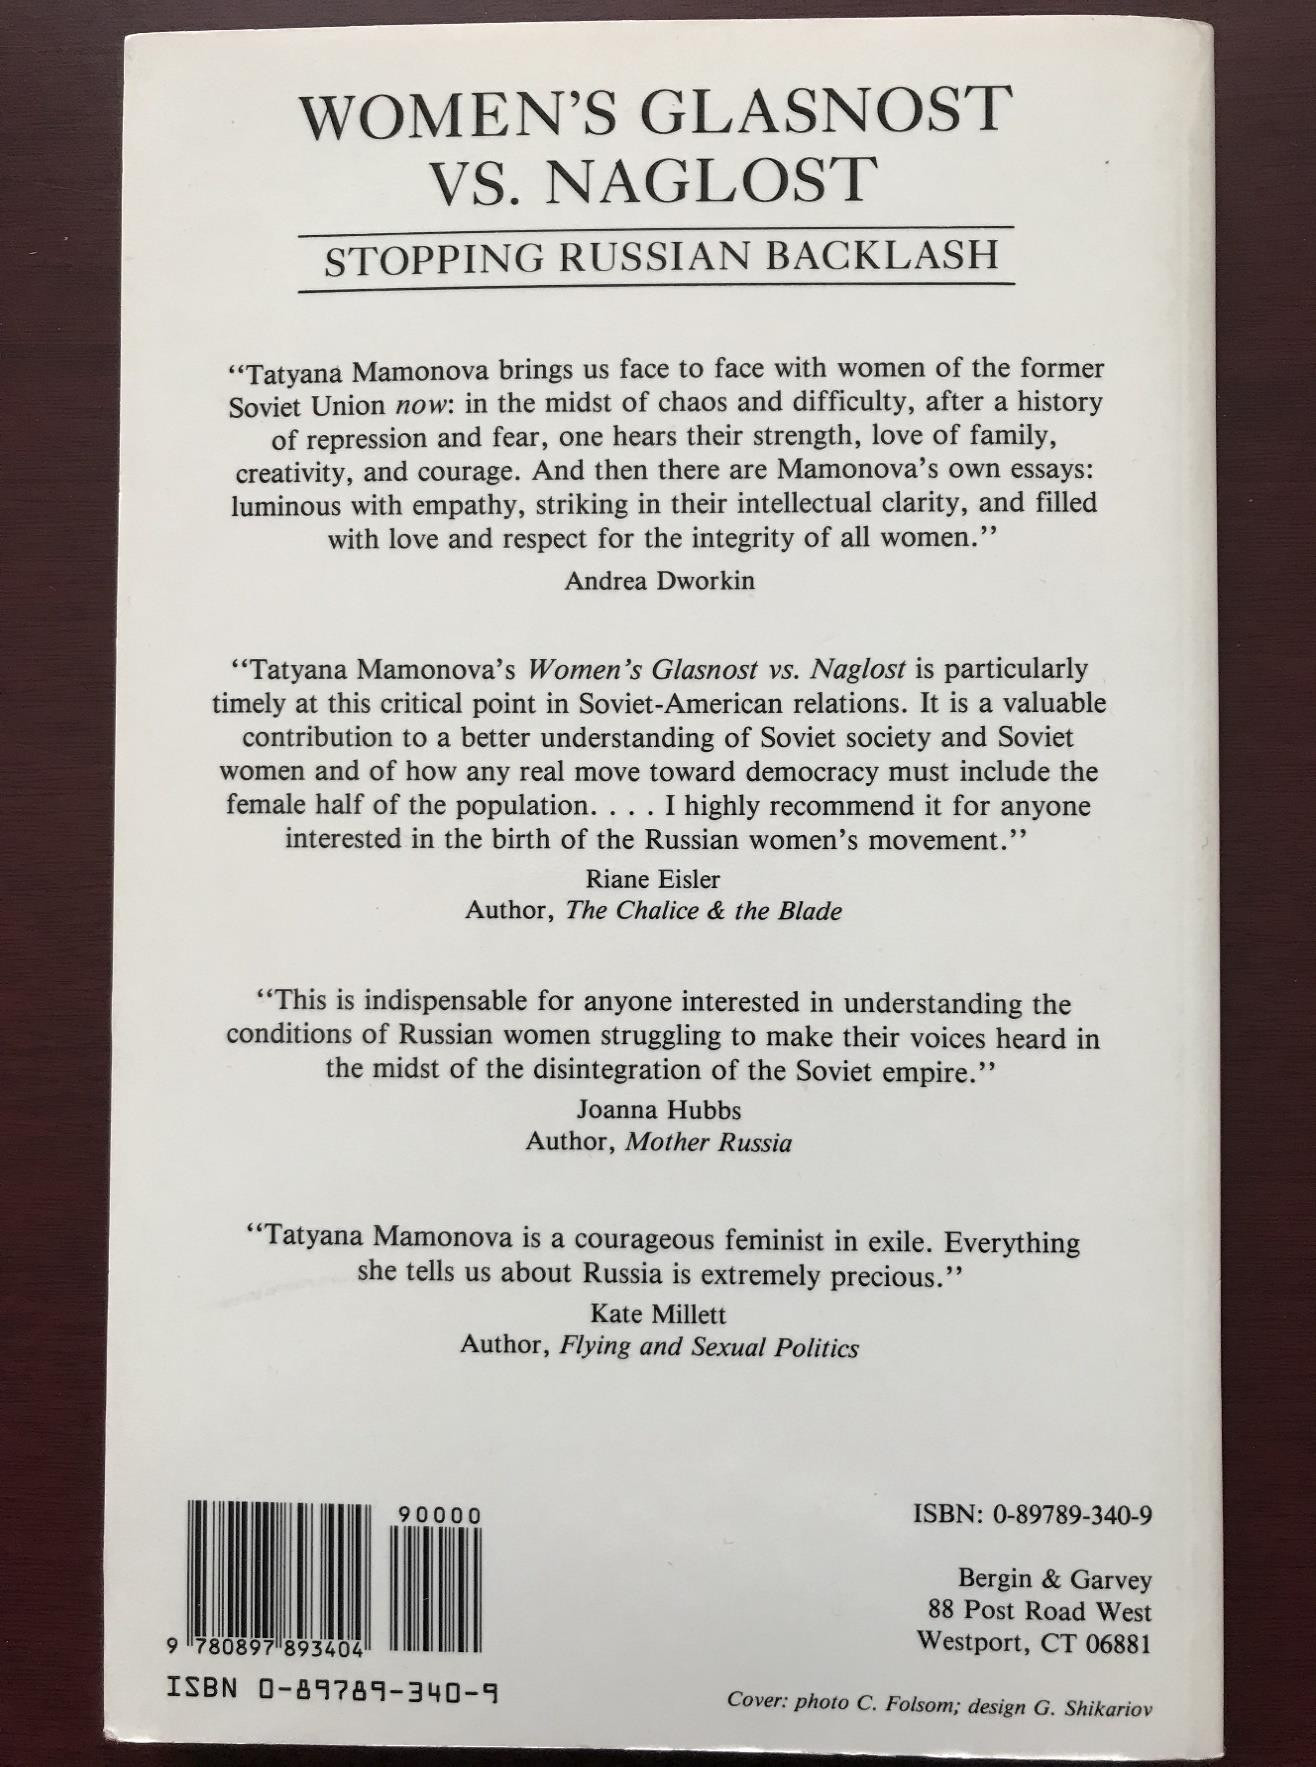 WOMEN'S GLASNOST
VS. NAGLOST
STOPPING RUSSIAN BACKLASH
“Tatyana Mamonova brings us face to face with women of the former
Soviet Union now: in the midst of chaos and difficulty, after a history
of repression and fear, one hears their strength, love of family,
creativity, and courage. And then there are Mamonova’s own essays:
luminous with empathy, striking in their intellectual clarity, and filled
with love and respect for the integrity of all women.”
Andrea Dworkin
“Tatyana Mamonova’s Women’s Glasnost vs. Naglost is particularly
timely at this critical point in Soviet-American relations. It is a valuable
contribution to a better understanding of Soviet society and Soviet
women and of how any real move toward democracy must include the
female half of the population. . . . I highly recommend it for anyone
interested in the birth of the Russian women’s movement.”
Riane Eisler
Author, The Chalice & the Blade
“This is indispensable for anyone interested in understanding the
conditions of Russian women struggling to make their voices heard in
the midst of the disintegration of the Soviet empire.”
Joanna Hubbs
Author, Mother Russia
“Tatyana Mamonova is a courageous feminist in exile. Everything
she tells us about Russia is extremely precious.”
Kate Millett
Author, Flying and Sexual Politics
90000
9 780897 893404
ISBN 0-89789-340-9
ISBN: 0-89789-340-9
Bergin & Garvey
88 Post Road West
Westport, CT 06881
Cover: photo C. Folsom; design G. Shikariov